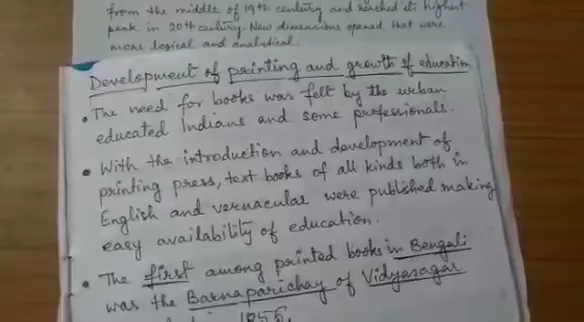 from the middle of 19th century and reached its highest
peak in 20th century. New dimensions opened that were
more logical and analytical.
Development of printing and growth of education
• The need for books was felt by the urban
educated Indians and some professionals.
• With the introduction and development of
printing press, text books of all kinds both in
English and vernacular were published making
easy availability of education.
• The first among printed books in Bengali
was the Barnaparichay of Vidyasagar